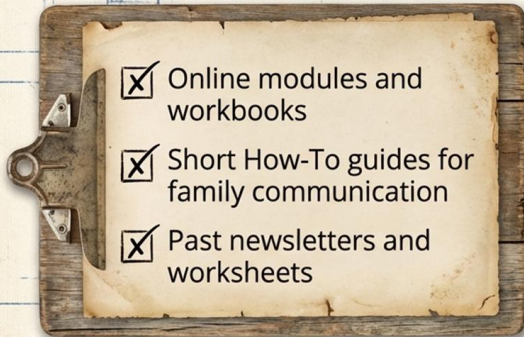 Online modules and
workbooks
Short How-To guides for
family communication
Past newsletters and
worksheets